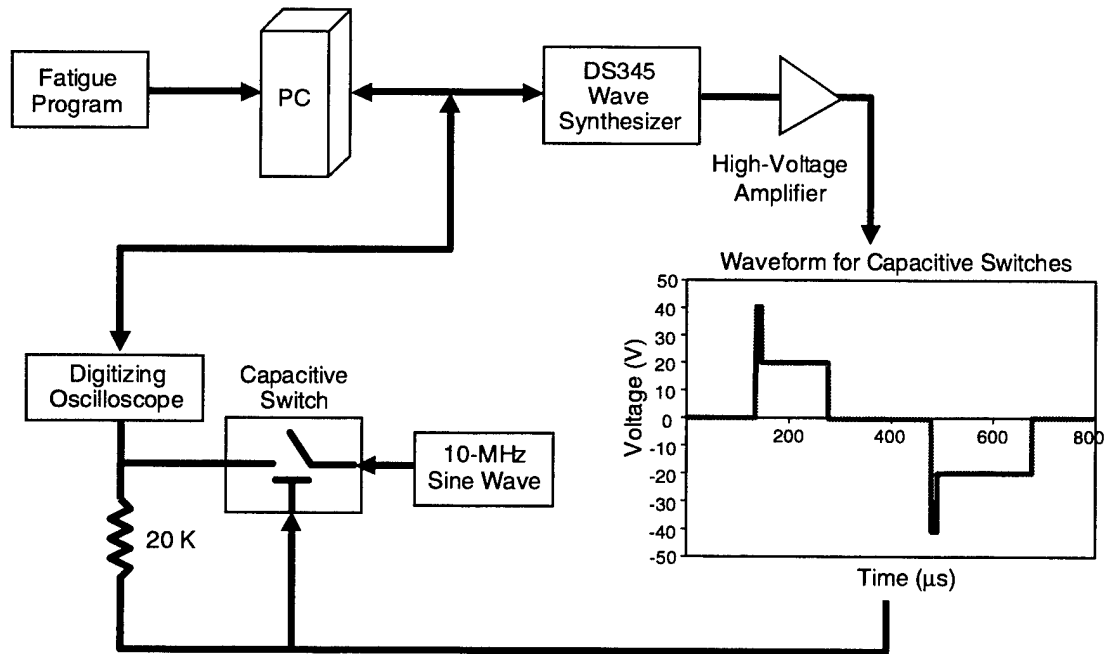 Fatigue
Program
PC
DS345
Wave
Synthesizer
High-Voltage
Amplifier
Waveform for Capacitive Switches
50
40
30
20
10
0
-10
-20
-30
-40
-50
Voltage (V)
200
400
600
800
Time (µs)
Digitizing
Oscilloscope
Capacitive
Switch
10-MHz
Sine Wave
20 K